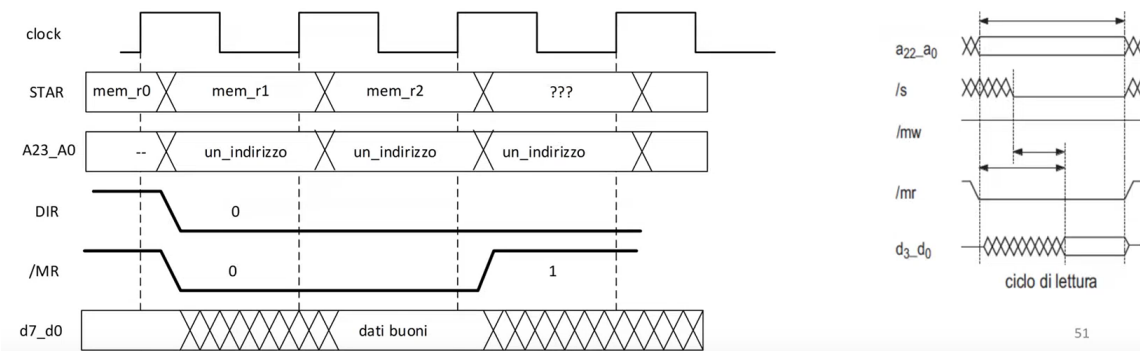 clock
STAR mem_r0 mem_r1 mem_r2 ???
A23_A0 -- un_indirizzo un_indirizzo un_indirizzo
DIR 0
/MR 0 1
d7_d0 dati buoni
a22_a0
/s
/mw
/mr
d3_d0
ciclo di lettura
51